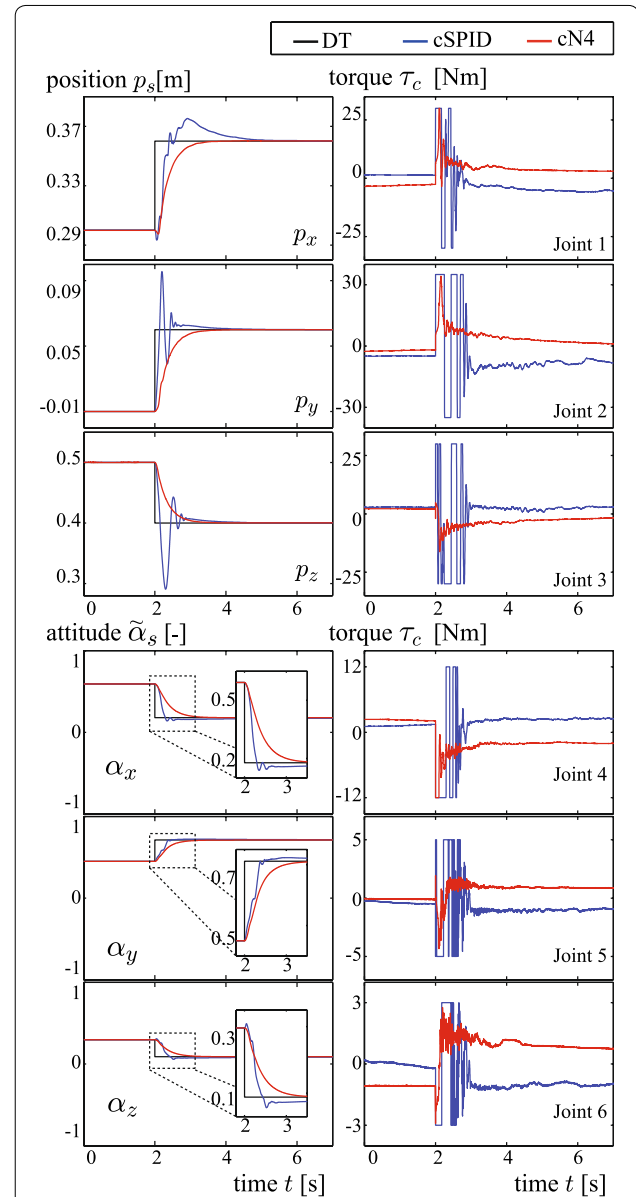 DT cSPID cN4
position pₛ[m]
0.37
0.33
0.29
pₓ
0.09
0.05
-0.01
p_y
0.5
0.4
0.3
p_z
0 2 4 6
torque τ_c [Nm]
25
0
-25
Joint 1
30
0
-30
Joint 2
25
0
-25
Joint 3
0 2 4 6
attitude α̃ₛ [-]
1
0
-1
αₓ
0.5
0.2
2 3
1
0
-1
α_y
0.7
0.5
2 3
1
0
-1
α_z
0.3
0.1
2 3
0 2 4 6
time t [s]
torque τ_c [Nm]
12
0
-12
Joint 4
5
0
-5
Joint 5
3
0
-3
Joint 6
0 2 4 6
time t [s]